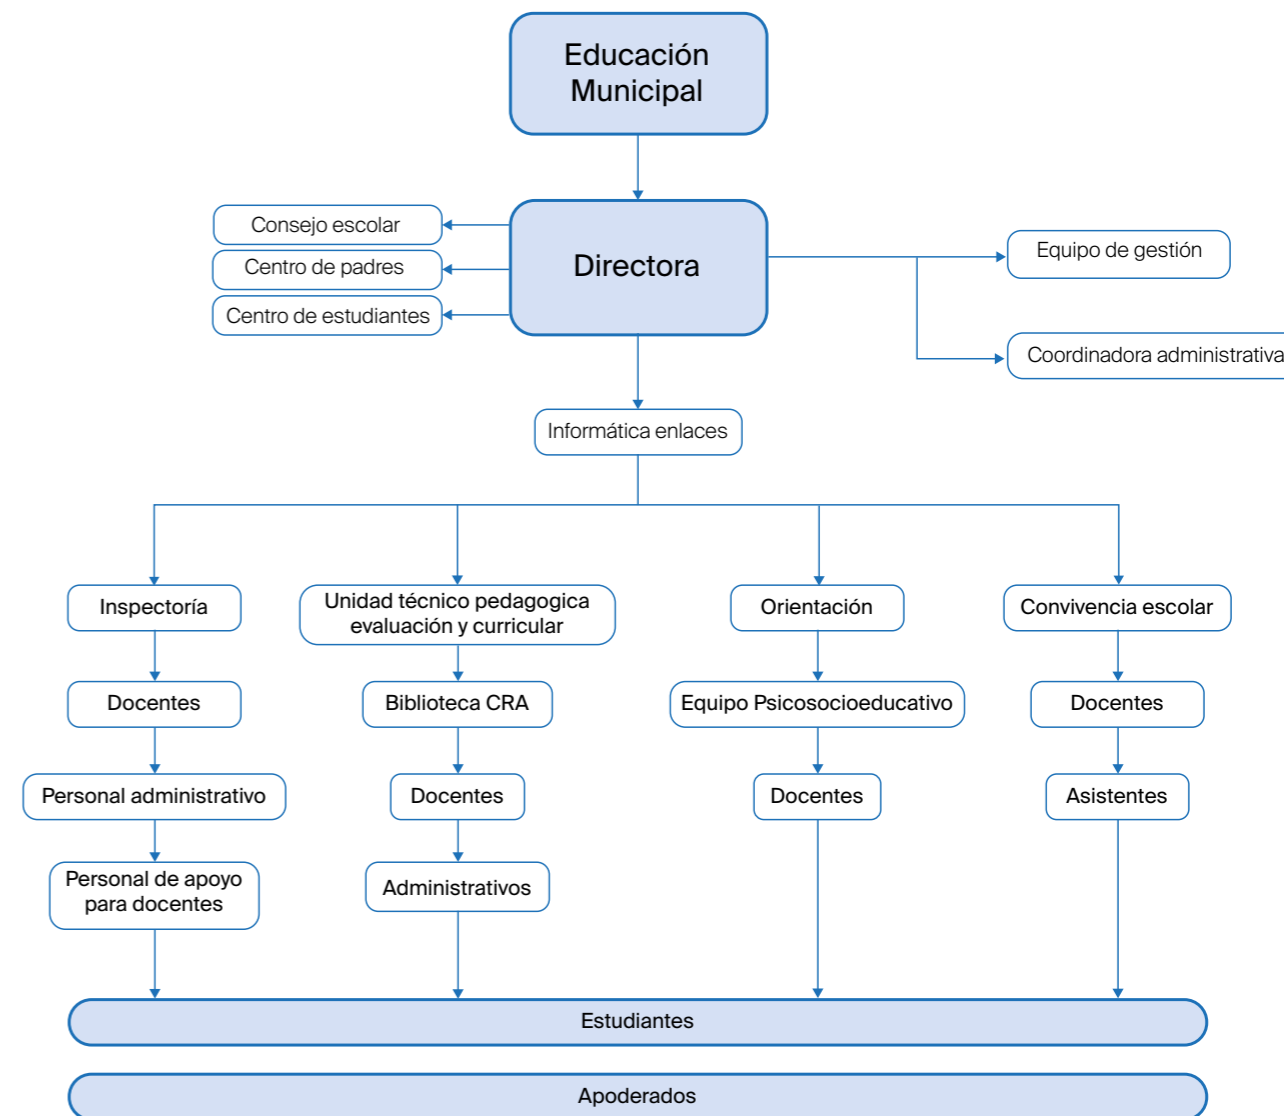 Educación
Municipal
Consejo escolar
Centro de padres
Centro de estudiantes
Directora
Equipo de gestión
Coordinadora administrativa
Informática enlaces
Inspectoría
Unidad técnico pedagogica
evaluación y curricular
Orientación
Convivencia escolar
Docentes
Biblioteca CRA
Equipo Psicosocioeducativo
Docentes
Personal administrativo
Docentes
Docentes
Asistentes
Personal de apoyo
para docentes
Administrativos
Estudiantes
Apoderados